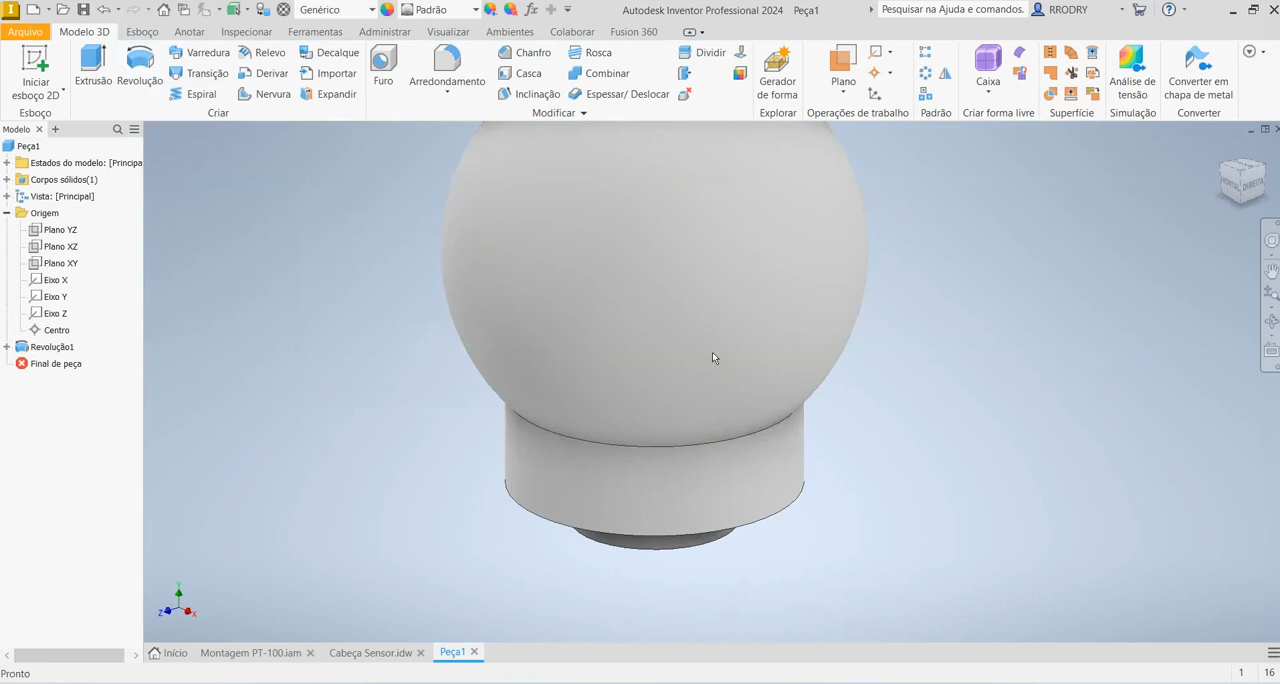 Genérico
Padrão
Autodesk Inventor Professional 2024 Peça1
Pesquisar na Ajuda e comandos.
RRODRY
Arquivo
Modelo 3D
Esboço
Anotar
Inspecionar
Ferramentas
Administrar
Visualizar
Ambientes
Colaborar
Fusion 360
Iniciar
esboço 2D
Esboço
Extrusão
Revolução
Varredura
Relevo
Decalque
Transição
Derivar
Importar
Espiral
Nervura
Expandir
Criar
Furo
Arredondamento
Chanfro
Rosca
Dividir
Casca
Combinar
Inclinação
Espessar/ Deslocar
Modificar
Gerador
de forma
Explorar
Plano
Operações de trabalho
Padrão
Caixa
Criar forma livre
Superfície
Análise de
tensão
Simulação
Converter em
chapa de metal
Converter
Modelo
Peça1
Estados do modelo: [Principa
Corpos sólidos(1)
Vista: [Principal]
Origem
Plano YZ
Plano XZ
Plano XY
Eixo X
Eixo Y
Eixo Z
Centro
Revolução1
Final de peça
DIREITA
Y
Z
X
Início
Montagem PT-100.iam
Cabeça Sensor.idw
Peça1
Pronto
1
16